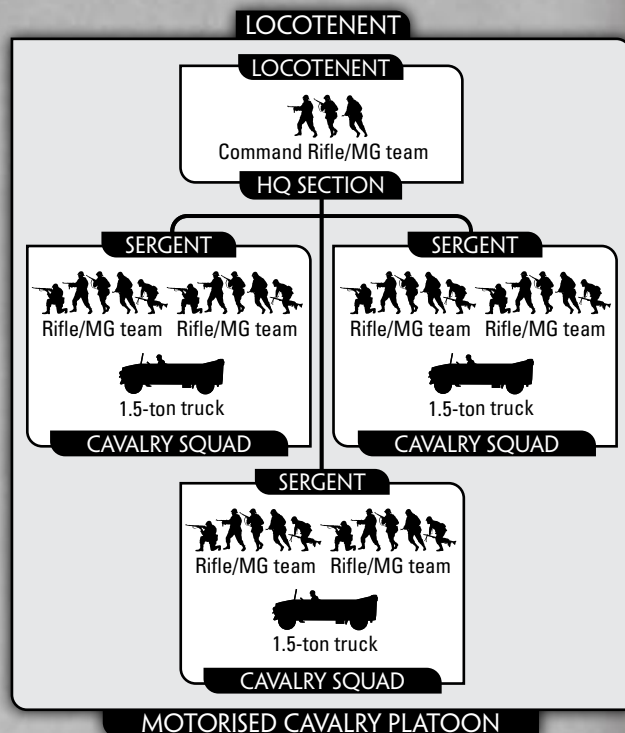 LOCOTENENT
LOCOTENENT
Command Rifle/MG team
HQ SECTION
SERGENT
Rifle/MG team Rifle/MG team
1.5-ton truck
CAVALRY SQUAD
SERGENT
Rifle/MG team Rifle/MG team
1.5-ton truck
CAVALRY SQUAD
SERGENT
Rifle/MG team Rifle/MG team
1.5-ton truck
CAVALRY SQUAD
MOTORISED CAVALRY PLATOON